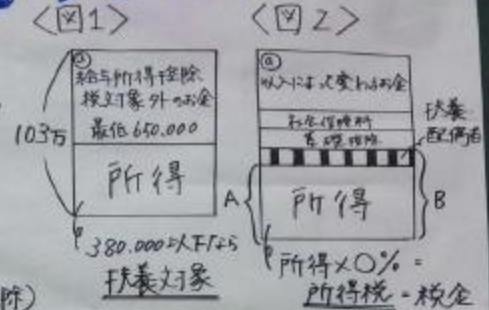 <図1>
ⓐ
給与所得控除
税対象外のお金
最低650.000
103万
所得
380.000以下なら
扶養対象
除)
<図2>
ⓐ
収入によって変わるお金
社会保険料
基礎控除
扶養
配偶者
A
所得
B
所得×○%=
所得税=税金